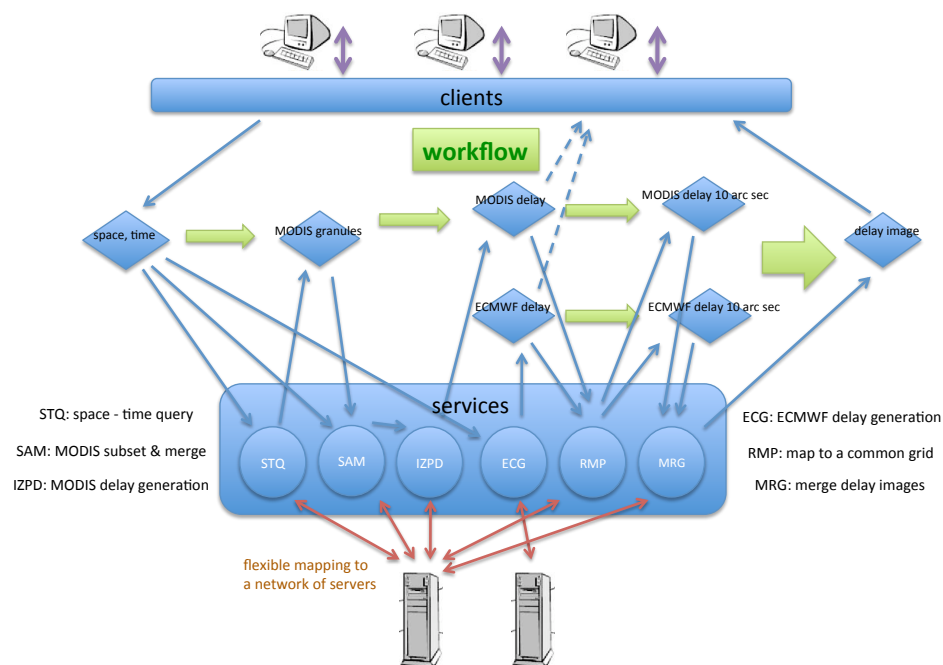 clients
workflow
MODIS delay
MODIS delay 10 arc sec
space, time
MODIS granules
delay image
ECMWF delay
ECMWF delay 10 arc sec
services
STQ: space - time query
SAM: MODIS subset & merge
IZPD: MODIS delay generation
STQ
SAM
IZPD
ECG
RMP
MRG
ECG: ECMWF delay generation
RMP: map to a common grid
MRG: merge delay images
flexible mapping to
a network of servers